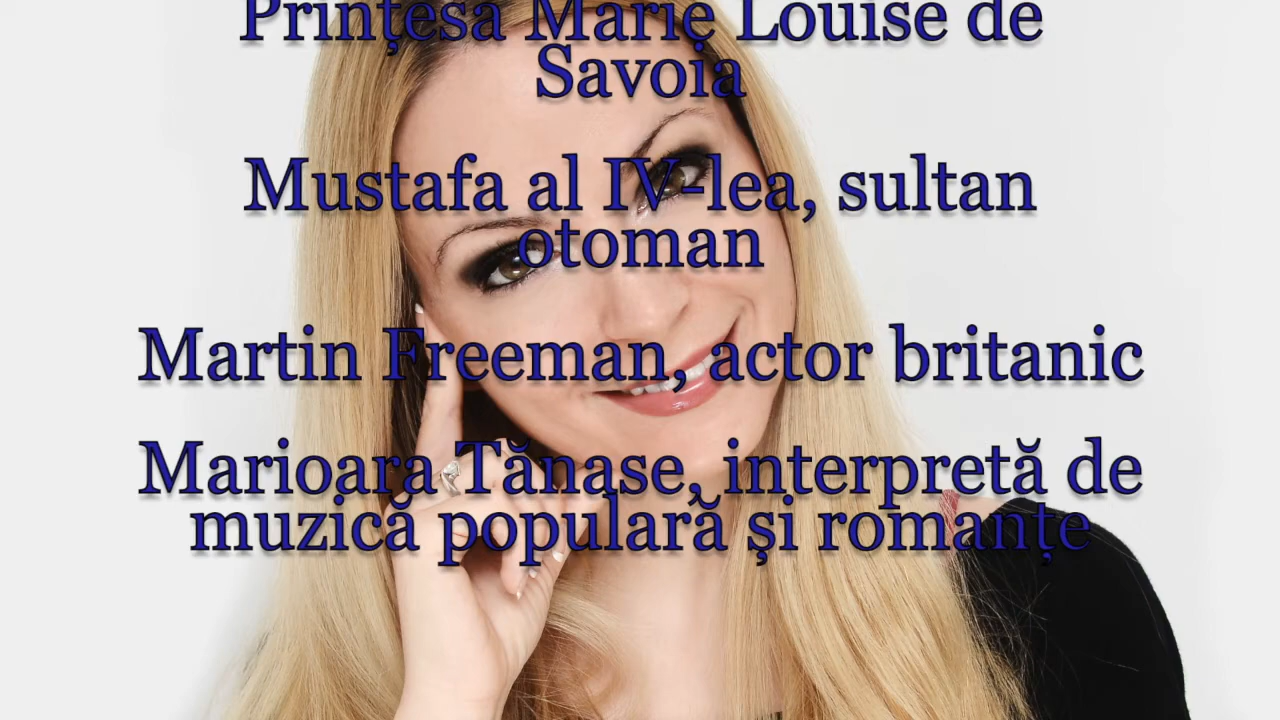 Prințesa Marie Louise de
Savoia
Mustafa al IV-lea, sultan
otoman
Martin Freeman, actor britanic
Marioara Tănase, interpretă de
muzică populară și romanțe